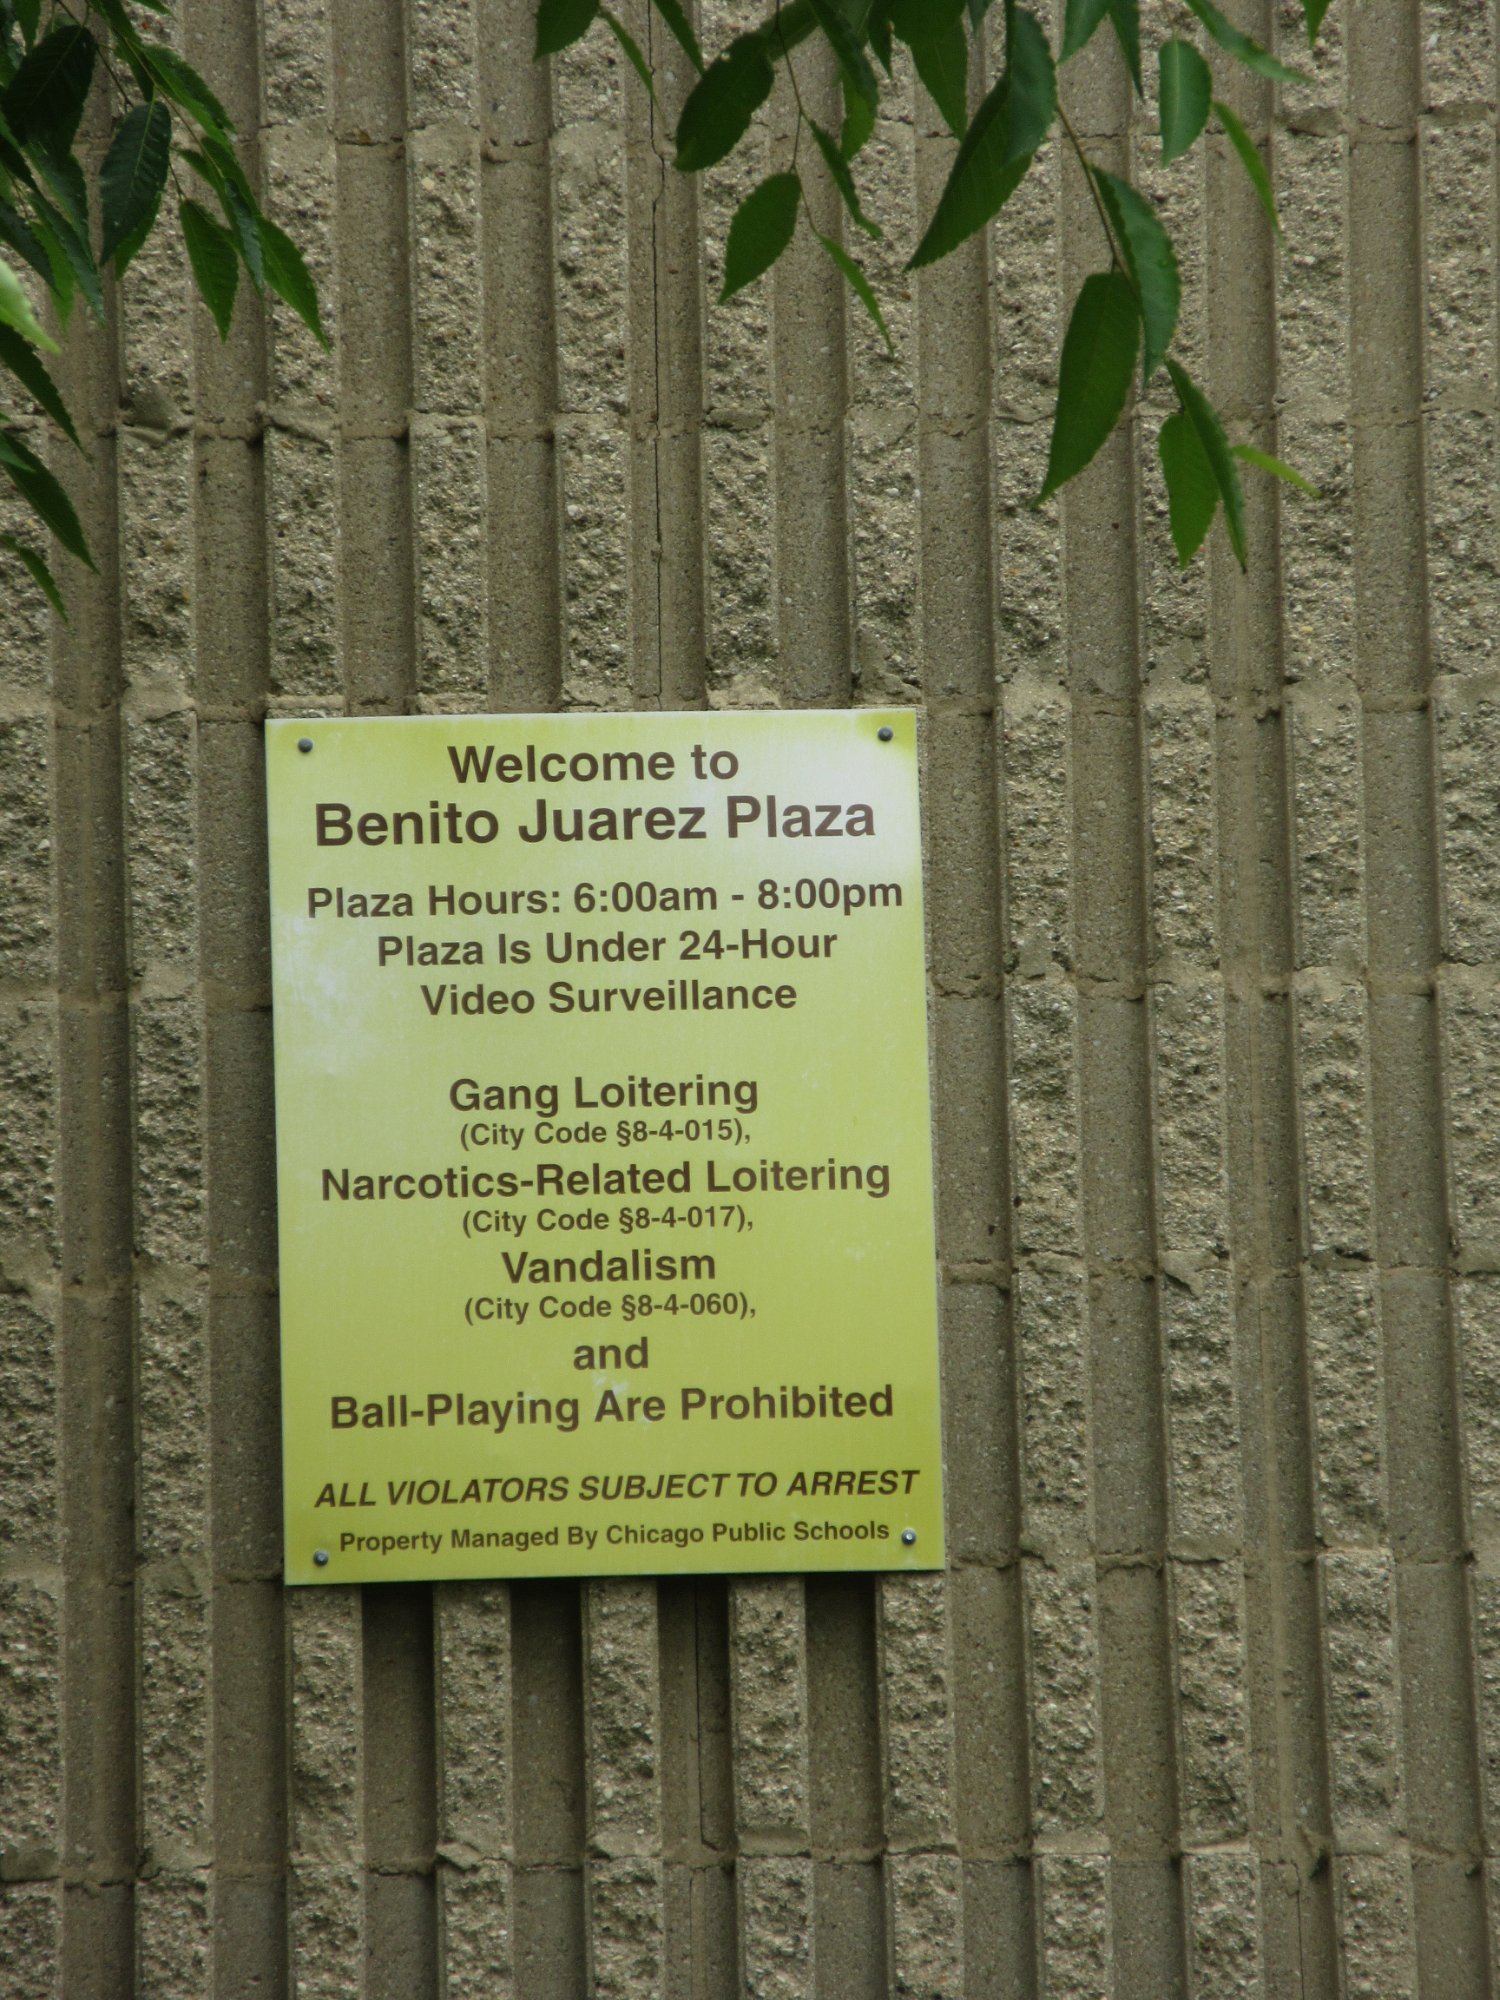 Welcome to
Benito Juarez Plaza
Plaza Hours: 6:00am - 8:00pm
Plaza Is Under 24-Hour
Video Surveillance
Gang Loitering
(City Code §8-4-015),
Narcotics-Related Loitering
(City Code §8-4-017),
Vandalism
(City Code §8-4-060),
and
Ball-Playing Are Prohibited
ALL VIOLATORS SUBJECT TO ARREST
Property Managed By Chicago Public Schools